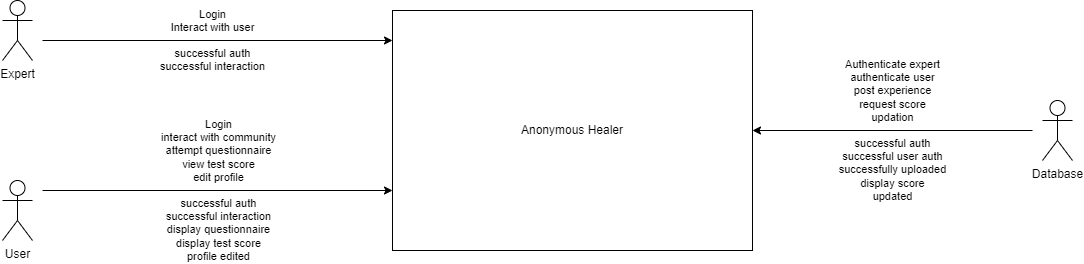 Login
Interact with user
successful auth
successful interaction
Expert
Login
interact with community
attempt questionnaire
view test score
edit profile
successful auth
successful interaction
display questionnaire
display test score
profile edited
User
Anonymous Healer
Authenticate expert
authenticate user
post experience
request score
updation
successful auth
successful user auth
successfully uploaded
display score
updated
Database